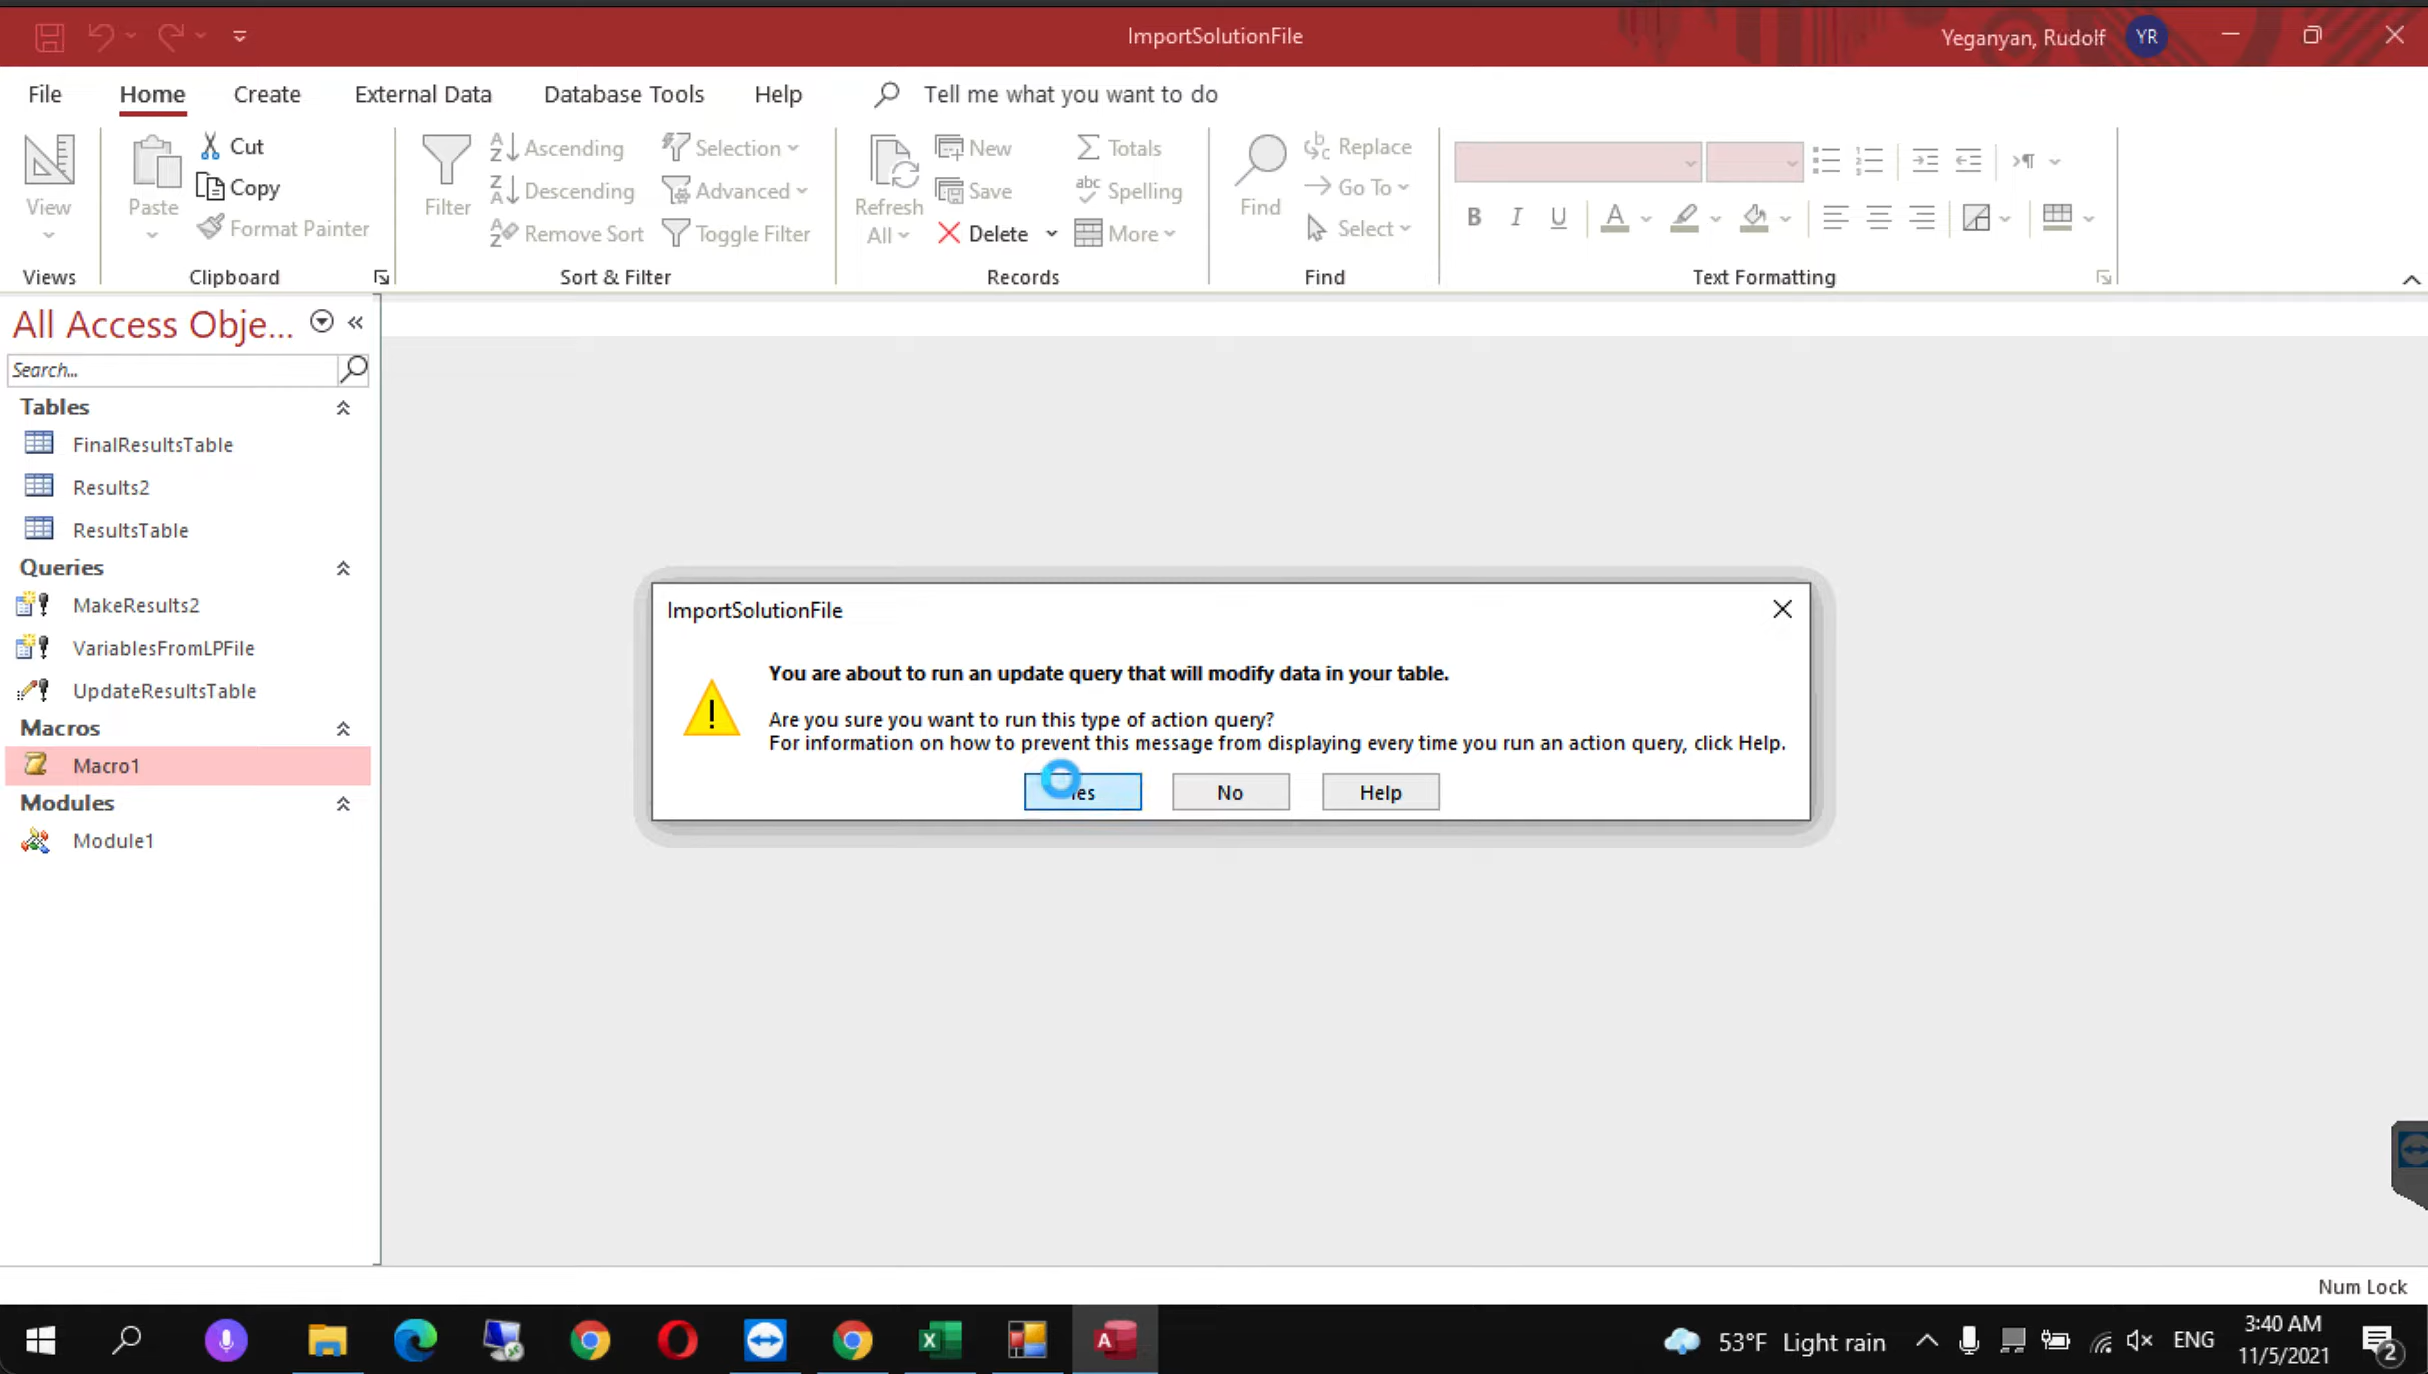 ImportSolutionFile
Yeganyan, Rudolf YR
File Home Create External Data Database Tools Help Tell me what you want to do
View
Views
Paste
Cut
Copy
Format Painter
Clipboard
Filter
Ascending
Descending
Remove Sort
Selection
Advanced
Toggle Filter
Sort & Filter
Refresh
All
New
Save
Delete
Totals
Spelling
More
Records
Find
Replace
Go To
Select
Find
B I U A
Text Formatting
All Access Obje...
Search...
Tables
FinalResultsTable
Results2
ResultsTable
Queries
MakeResults2
VariablesFromLPFile
UpdateResultsTable
Macros
Macro1
Modules
Module1
ImportSolutionFile
You are about to run an update query that will modify data in your table.
Are you sure you want to run this type of action query?
For information on how to prevent this message from displaying every time you run an action query, click Help.
No Help
Num Lock
53°F Light rain
ENG
3:40 AM
11/5/2021
2